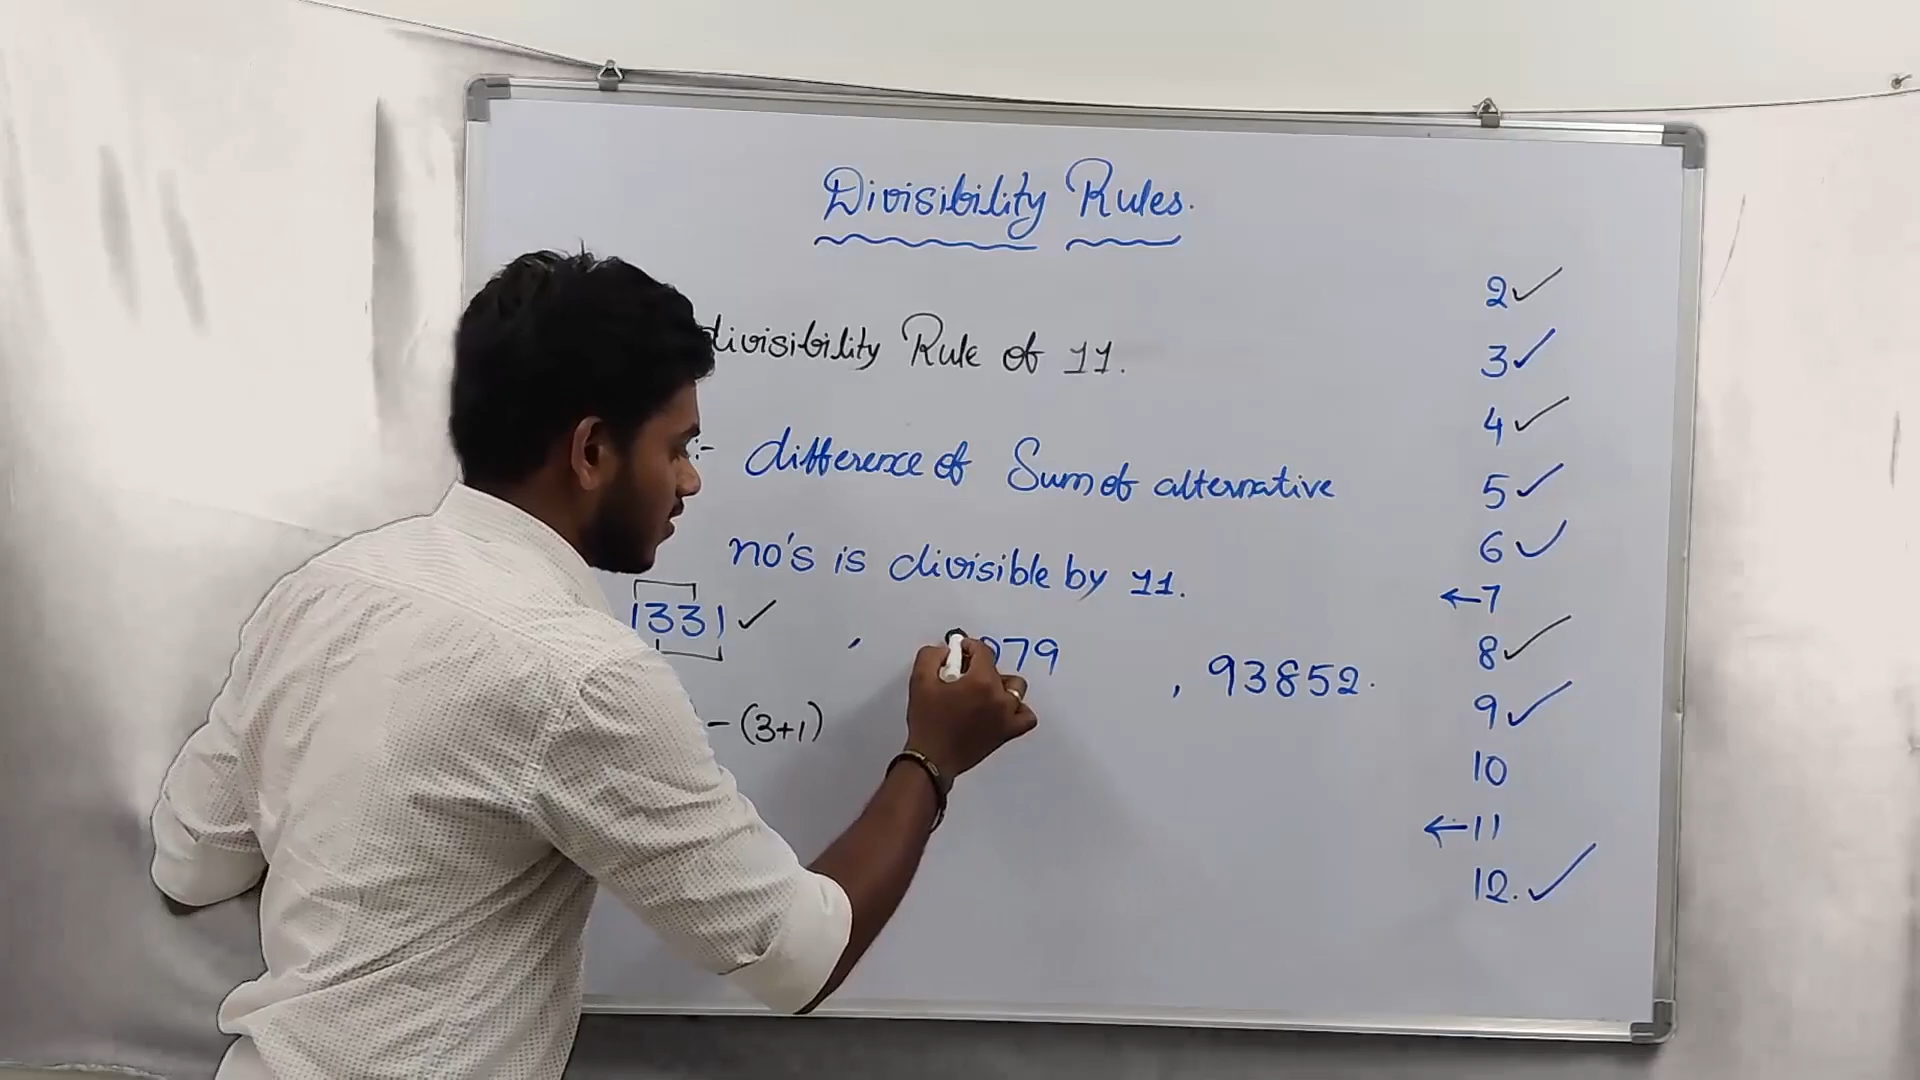 Divisibility Rules.
divisibility Rule of 11.
:- difference of Sum of alternative
no's is divisible by 11.
1331 ✓ , 079 , 93852.
- (3+1)
2 ✓
3 ✓
4 ✓
5 ✓
6 ✓
←7
8 ✓
9 ✓
10
←11
12. ✓